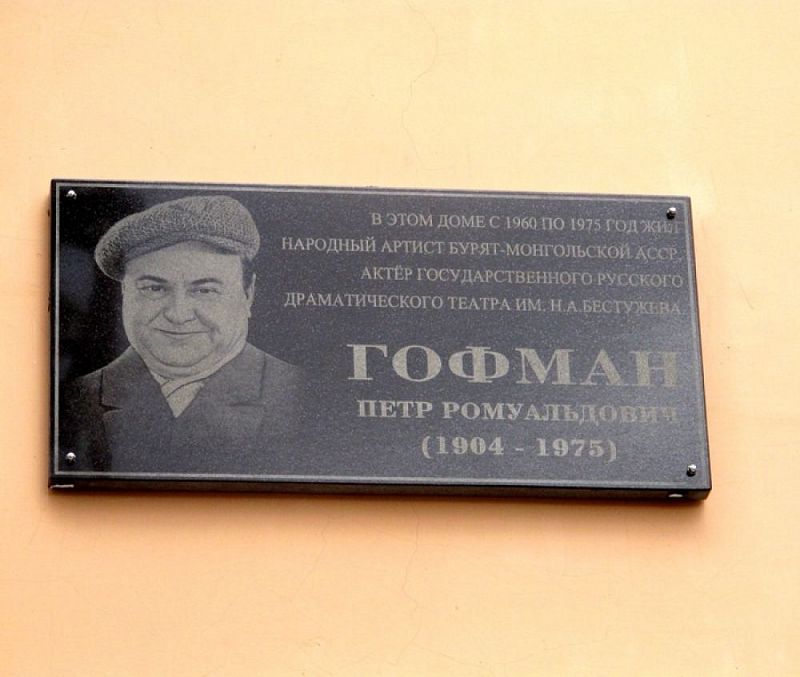 В ЭТОМ ДОМЕ С 1960 ПО 1975 ГОД ЖИЛ
НАРОДНЫЙ АРТИСТ БУРЯТ-МОНГОЛЬСКОЙ АССР,
АКТЁР ГОСУДАРСТВЕННОГО РУССКОГО
ДРАМАТИЧЕСКОГО ТЕАТРА ИМ. Н.А.БЕСТУЖЕВА
ГОФМАН
ПЕТР РОМУАЛЬДОВИЧ
(1904 - 1975)